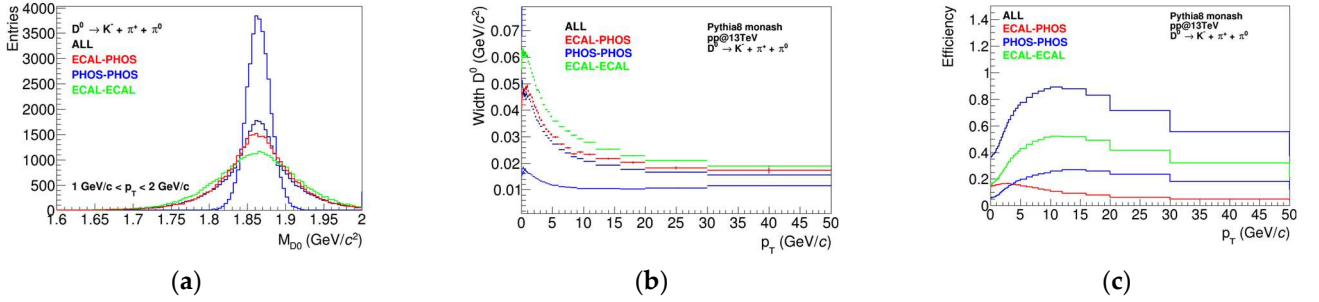 Entries
4000
3500
3000
2500
2000
1500
1000
500
0
D⁰ → K⁻ + π⁺ + π⁰
ALL
ECAL-PHOS
PHOS-PHOS
ECAL-ECAL
1 GeV/c < pT < 2 GeV/c
1.6 1.65 1.7 1.75 1.8 1.85 1.9 1.95 2
MD0 (GeV/c²)
(a)
Width D⁰ (GeV/c²)
0.08
0.07
0.06
0.05
0.04
0.03
0.02
0.01
ALL
ECAL-PHOS
PHOS-PHOS
ECAL-ECAL
Pythia8 monash
pp@13TeV
D⁰ → K⁻ + π⁺ + π⁰
0 5 10 15 20 25 30 35 40 45 50
pT (GeV/c)
(b)
Efficiency
1.4
1.2
1
0.8
0.6
0.4
0.2
0
ALL
ECAL-PHOS
PHOS-PHOS
ECAL-ECAL
Pythia8 monash
pp@13TeV
D⁰ → K⁻ + π⁺ + π⁰
0 5 10 15 20 25 30 35 40 45 50
pT (GeV/c)
(c)